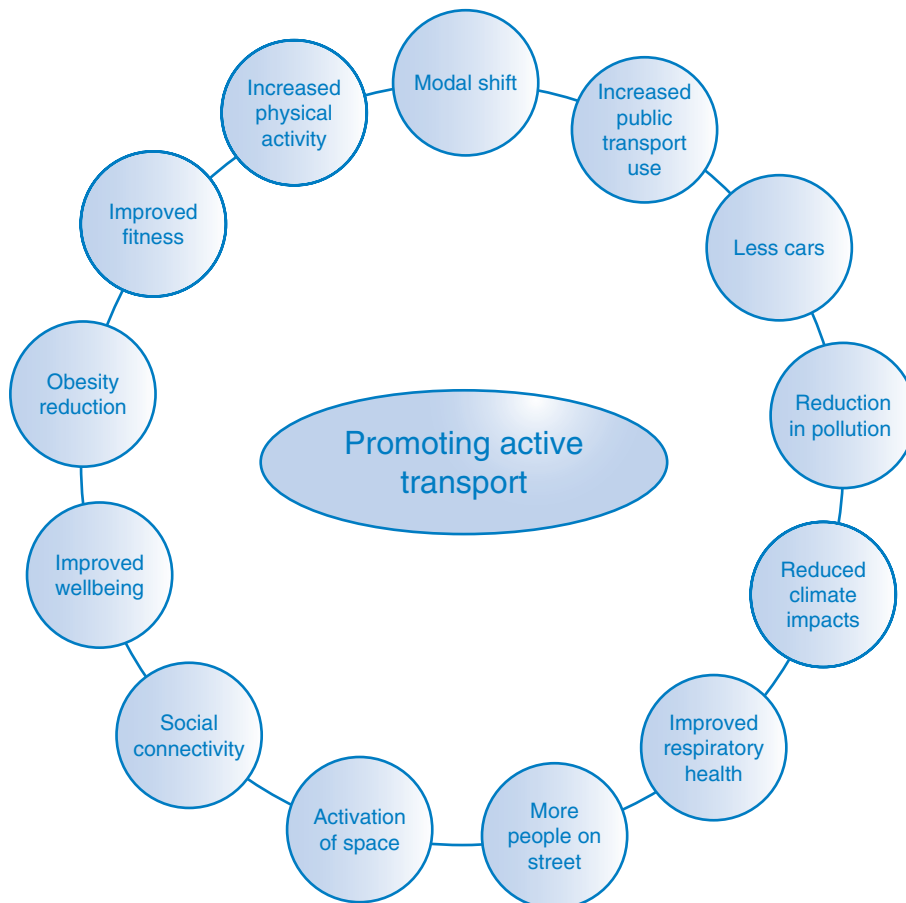 Modal shift
Increased
public
transport
use
Less cars
Reduction
in pollution
Reduced
climate
impacts
Improved
respiratory
health
More
people on
street
Activation
of space
Social
connectivity
Improved
wellbeing
Obesity
reduction
Improved
fitness
Increased
physical
activity
Promoting active
transport